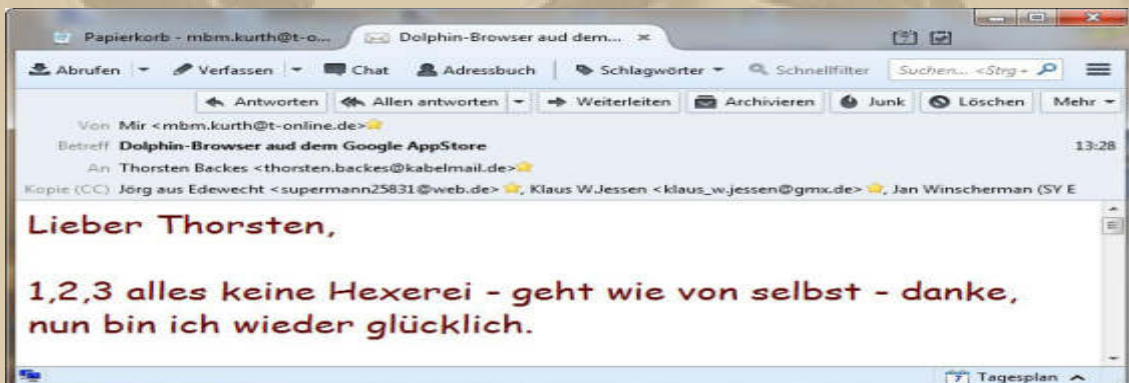 Papierkorb - mbm.kurth@t-o... Dolphin-Browser aud dem...
Abrufen Verfassen Chat Adressbuch Schlagwörter Schnellfilter Suchen... <Strg+
Antworten Allen antworten Weiterleiten Archivieren Junk Löschen Mehr
Von Mir <mbm.kurth@t-online.de>
Betreff Dolphin-Browser aud dem Google AppStore 13:28
An Thorsten Backes <thorsten.backes@kabelmail.de>
Kopie (CC) Jörg aus Edewecht <supermann25831@web.de>, Klaus W.Jessen <klaus_w.jessen@gmx.de>, Jan Winscherman (SY E
Lieber Thorsten,
1,2,3 alles keine Hexerei - geht wie von selbst - danke,
nun bin ich wieder glücklich.
7 Tagesplan